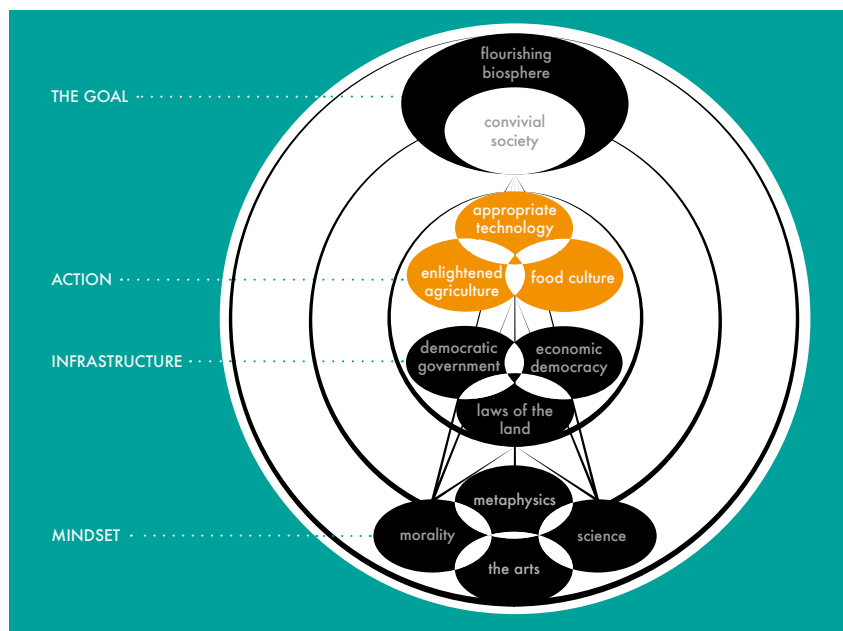 flourishing
biosphere
THE GOAL
convivial
society
appropriate
technology
ACTION
enlightened
agriculture
food culture
INFRASTRUCTURE
democratic
government
economic
democracy
laws of the
land
metaphysics
MINDSET
morality
science
the arts